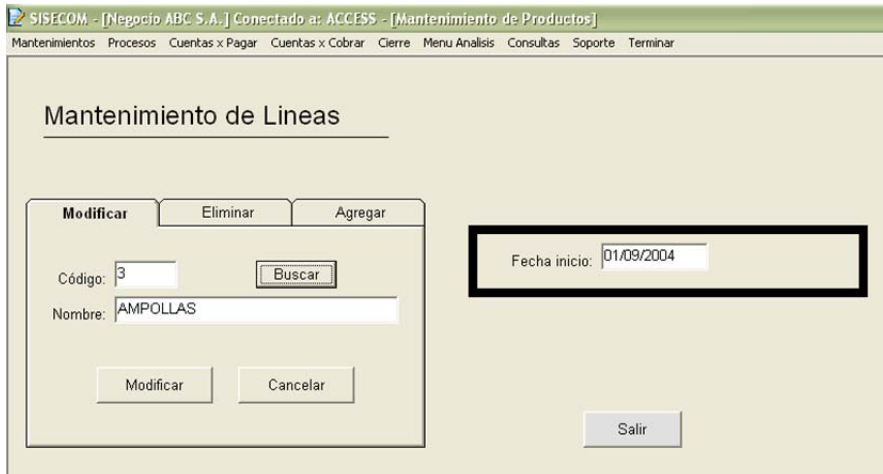 SISECOM - [Negocio ABC S.A.] Conectado a: ACCESS - [Mantenimiento de Productos]
Mantenimientos Procesos Cuentas x Pagar Cuentas x Cobrar Cierre Menu Analisis Consultas Soporte Terminar
Mantenimiento de Lineas
Modificar Eliminar Agregar
Código: 3 Buscar
Nombre: AMPOLLAS
Modificar Cancelar
Fecha inicio: 01/09/2004
Salir